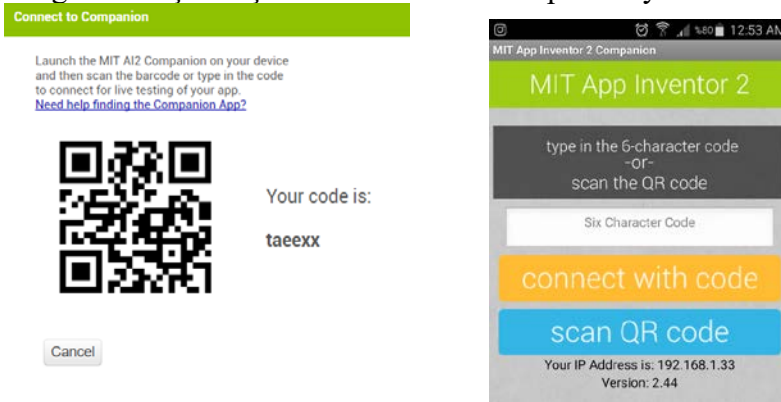 Connect to Companion
Launch the MIT AI2 Companion on your device
and then scan the barcode or type in the code
to connect for live testing of your app.
Need help finding the Companion App?
Your code is:
taeexx
Cancel
%80 12:53 AM
MIT App Inventor 2 Companion
MIT App Inventor 2
type in the 6-character code
-or-
scan the QR code
Six Character Code
connect with code
scan QR code
Your IP Address is: 192.168.1.33
Version: 2.44